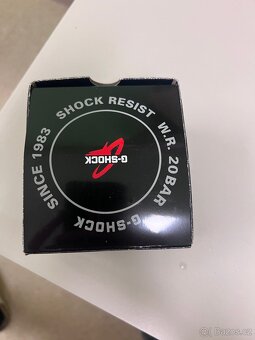 SHOCK RESIST
W.R. 20BAR
G-SHOCK
SINCE 1983
G-SHOCK
Bazos.cz